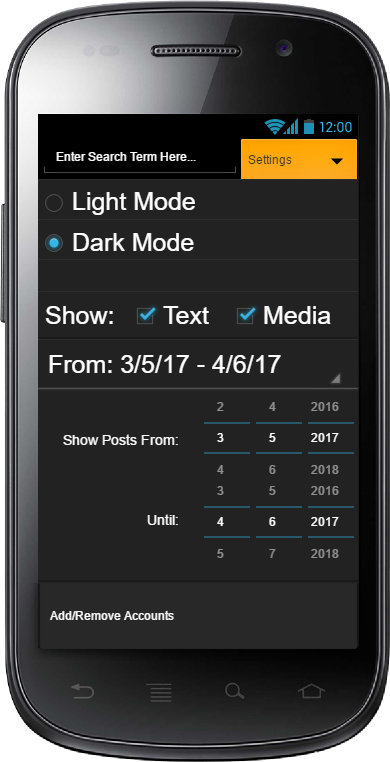 12:00
Enter Search Term Here...
Settings
Light Mode
Dark Mode
Show: Text Media
From: 3/5/17 - 4/6/17
2 4 2016
Show Posts From: 3 5 2017
4 6 2018
3 5 2016
Until: 4 6 2017
5 7 2018
Add/Remove Accounts